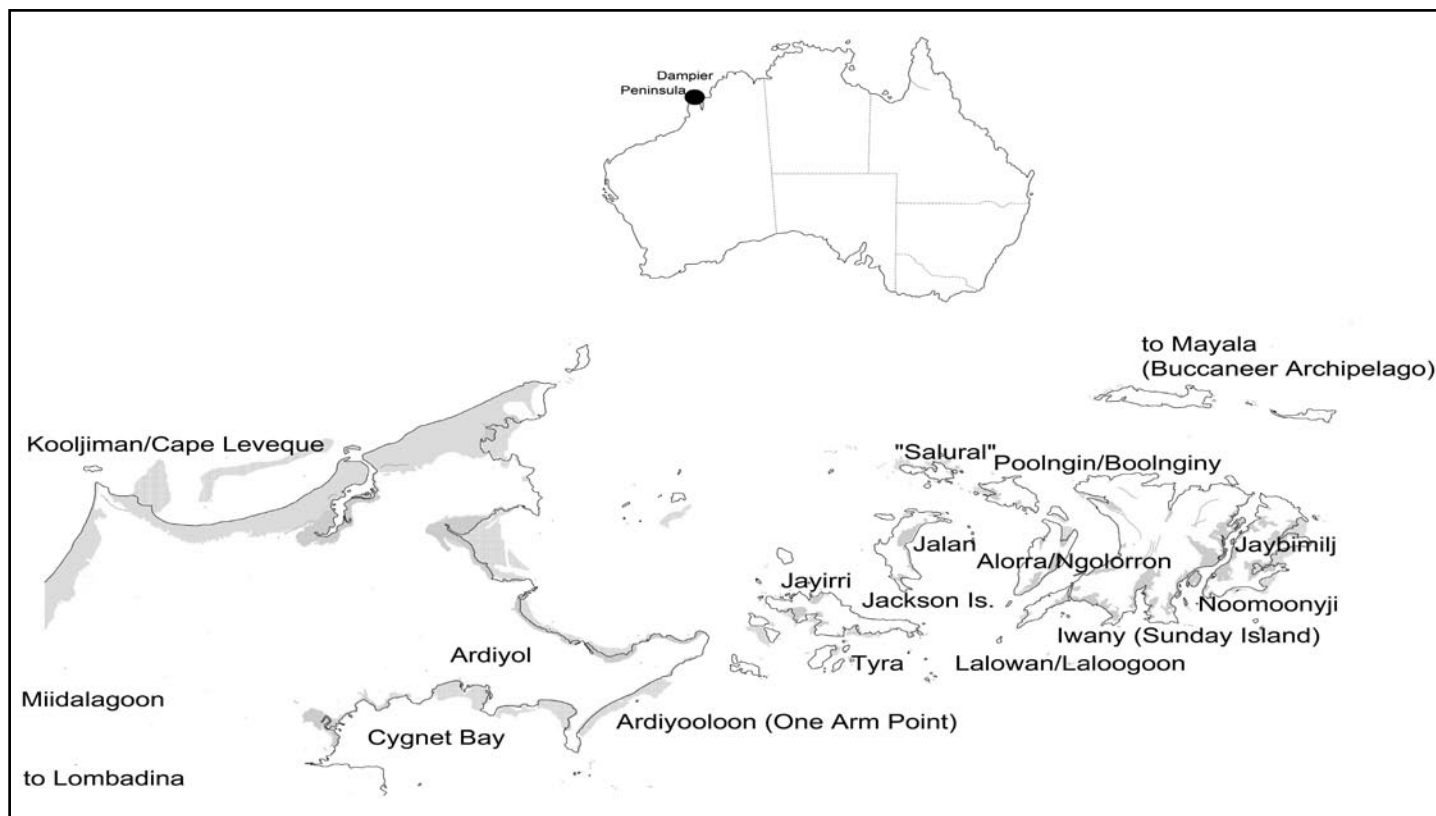 Dampier
Peninsula
to Mayala
(Buccaneer Archipelago)
Kooljiman/Cape Leveque
"Salural"
Poolngin/Boolnginy
Jalan
Alorra/Ngolorron
Jaybimilj
Jayirri
Jackson Is.
Noomoonyji
Iwany (Sunday Island)
Ardiyol
Tyra
Lalowan/Laloogoon
Miidalagoon
Ardiyooloon (One Arm Point)
Cygnet Bay
to Lombadina